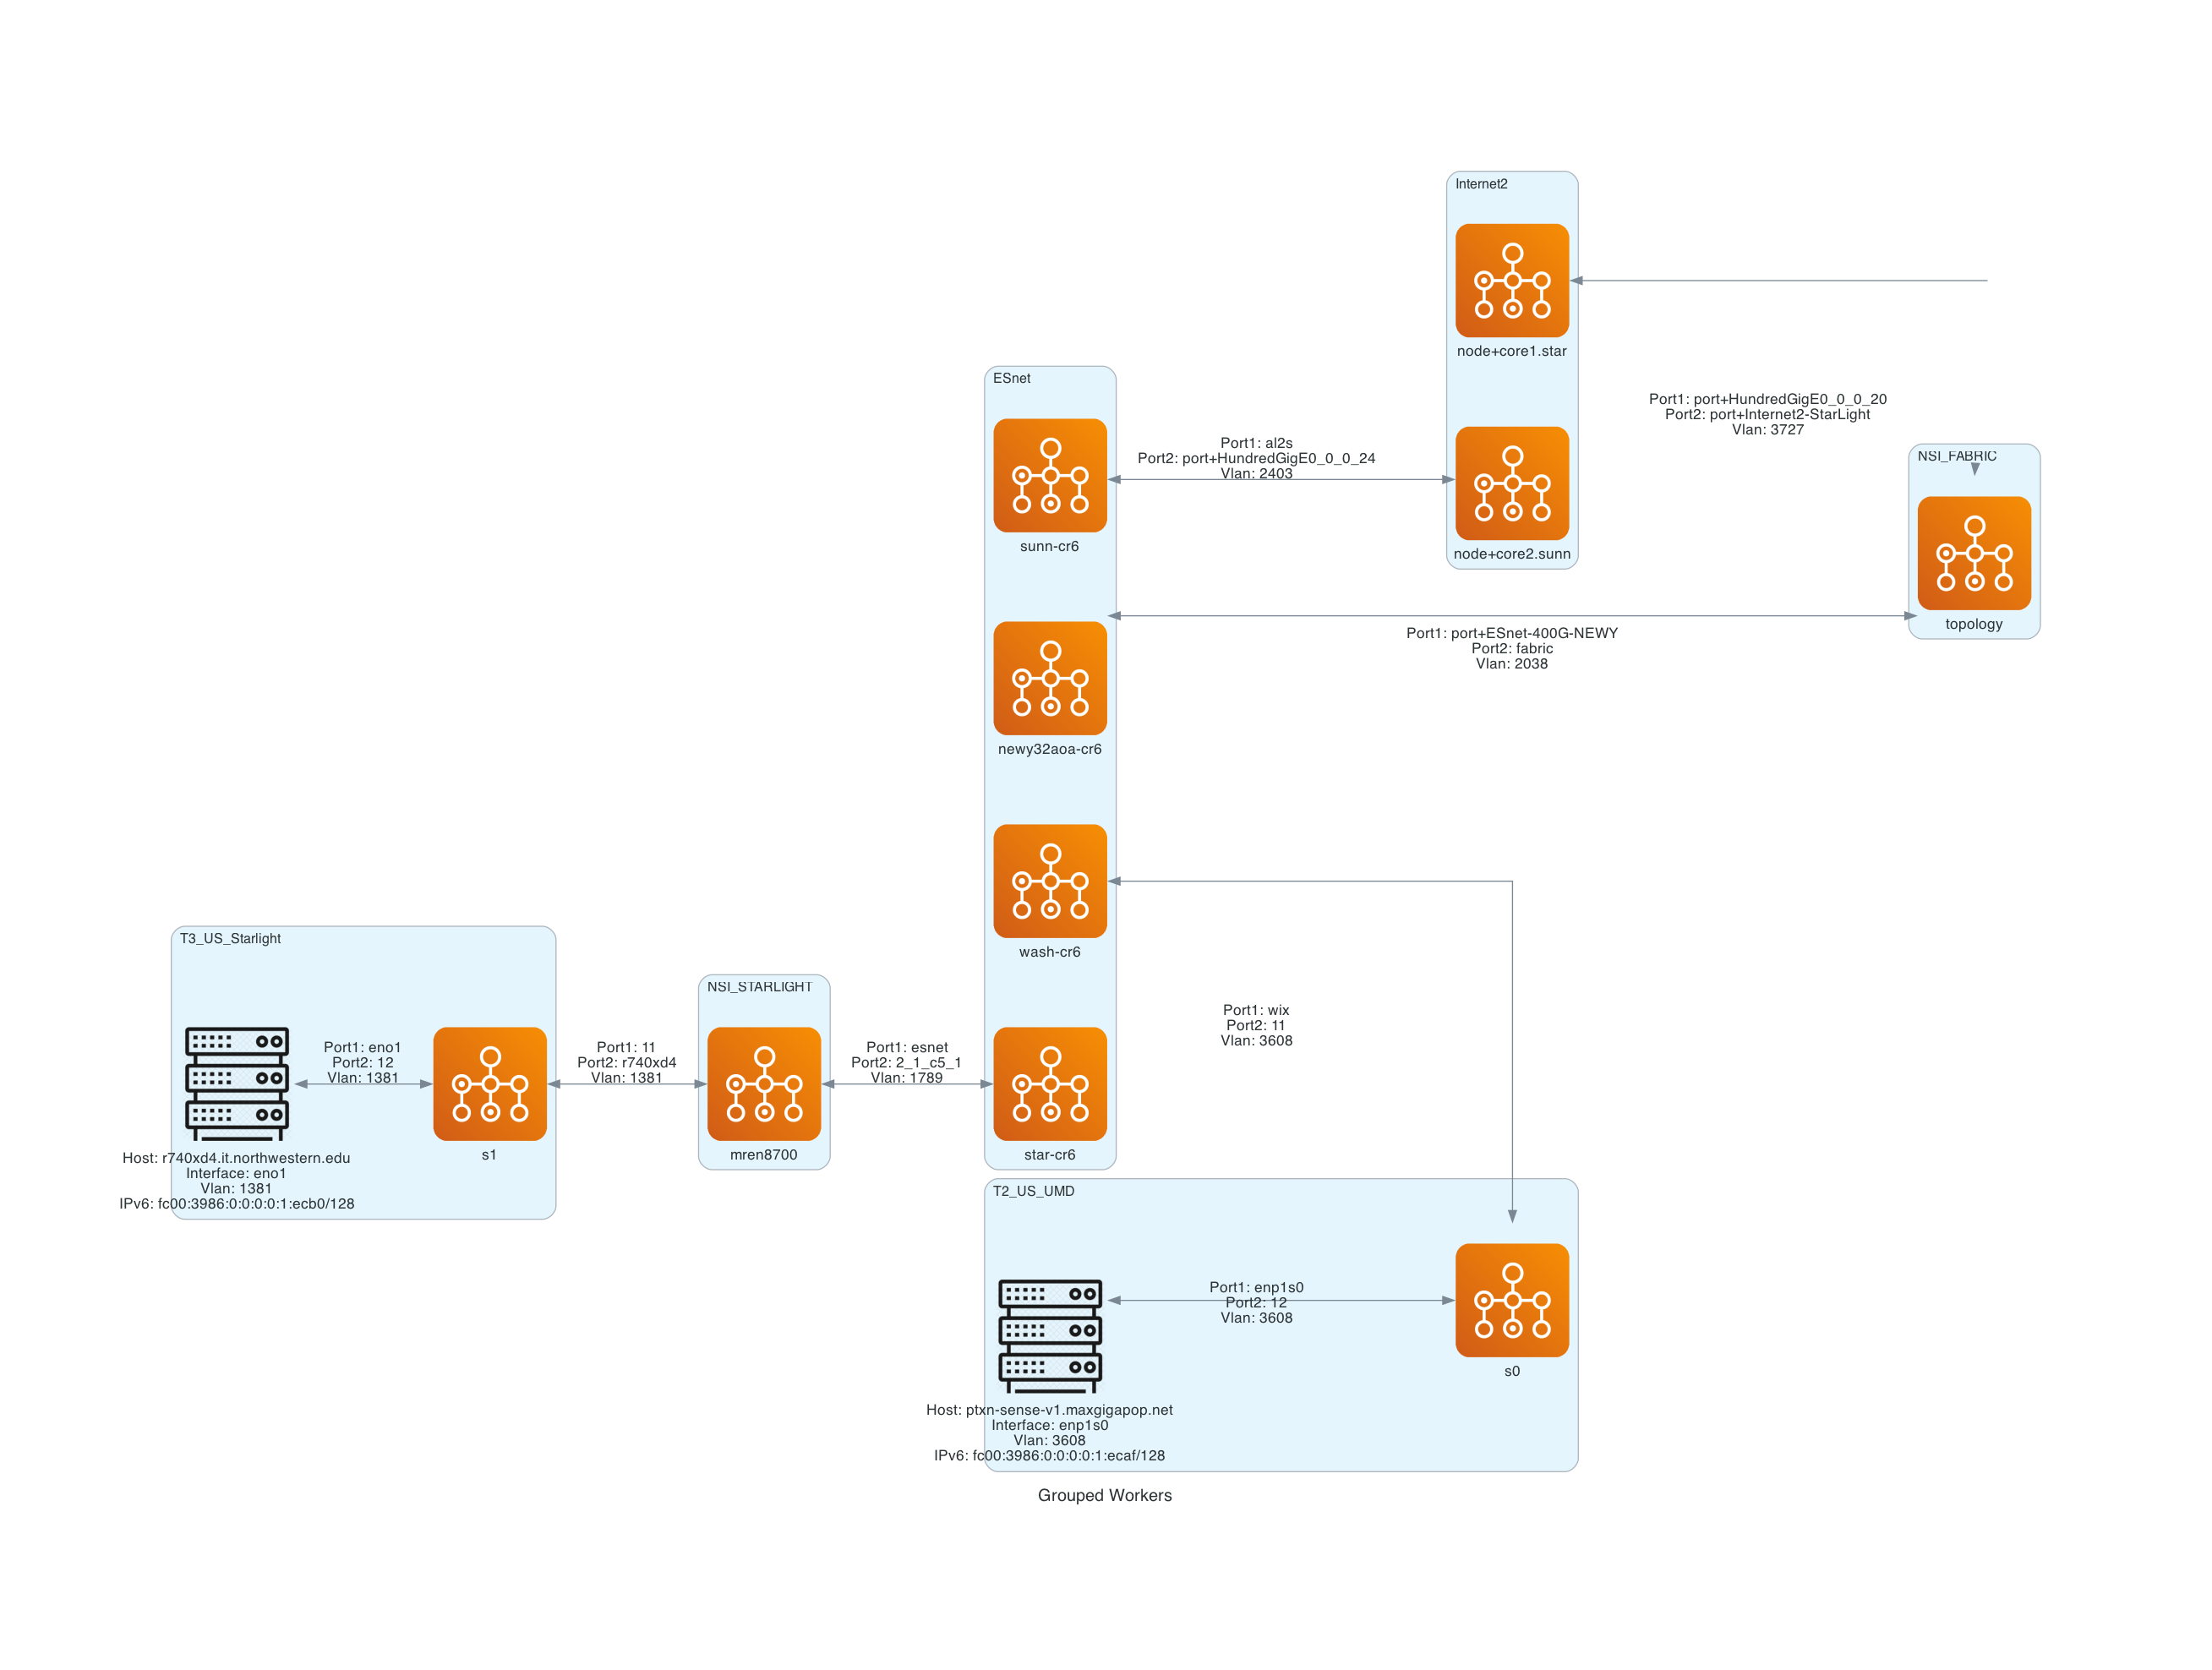 Internet2
node+core1.star
Port1: port+HundredGigE0_0_0_20
Port2: port+Internet2-StarLight
Vlan: 3727
ESnet
sunn-cr6
Port1: al2s
Port2: port+HundredGigE0_0_0_24
Vlan: 2403
node+core2.sunn
NSI_FABRIC
topology
Port1: port+ESnet-400G-NEWY
Port2: fabric
Vlan: 2038
newy32aoa-cr6
wash-cr6
Port1: wix
Port2: 11
Vlan: 3608
T3_US_Starlight
Port1: eno1
Port2: 12
Vlan: 1381
s1
Host: r740xd4.it.northwestern.edu
Interface: eno1
Vlan: 1381
IPv6: fc00:3986:0:0:0:0:1:ecb0/128
Port1: 11
Port2: r740xd4
Vlan: 1381
NSI_STARLIGHT
mren8700
Port1: esnet
Port2: 2_1_c5_1
Vlan: 1789
star-cr6
T2_US_UMD
Port1: enp1s0
Port2: 12
Vlan: 3608
s0
Host: ptxn-sense-v1.maxgigapop.net
Interface: enp1s0
Vlan: 3608
IPv6: fc00:3986:0:0:0:0:1:ecaf/128
Grouped Workers